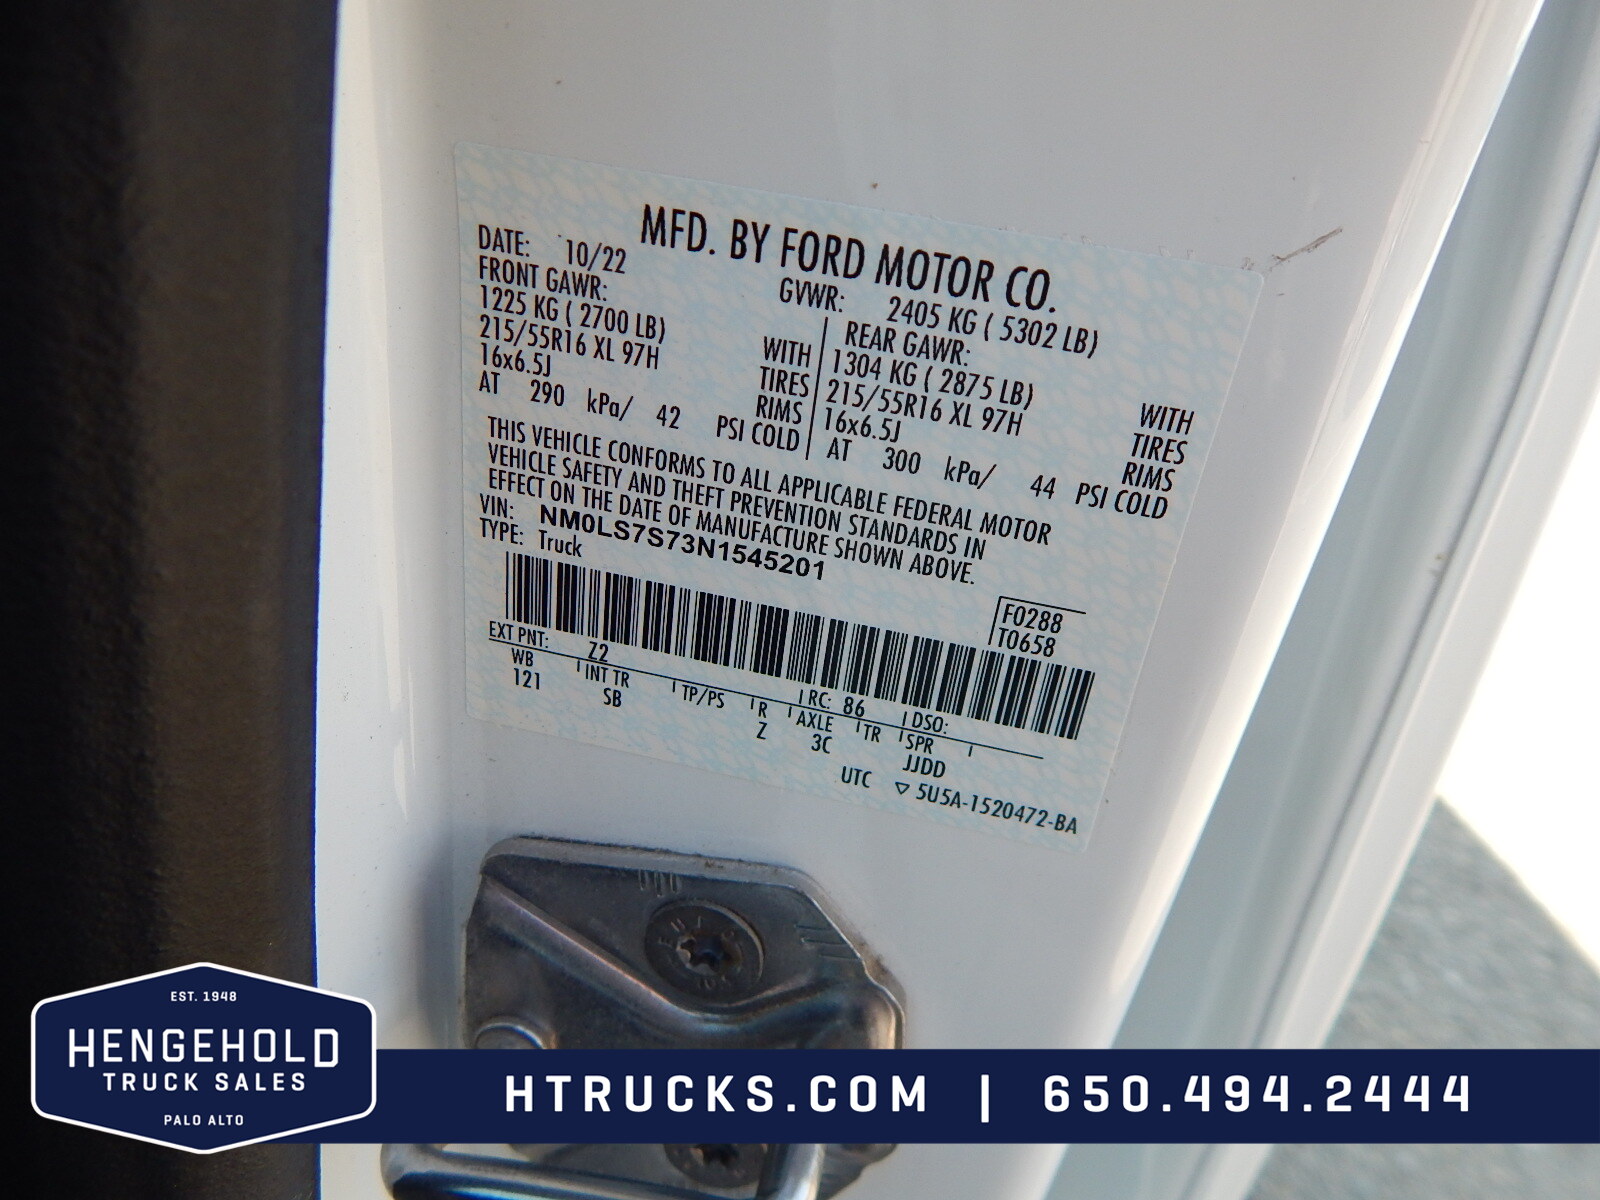 MFD. BY FORD MOTOR CO.
DATE: 10/22
GVWR: 2405 KG ( 5302 LB)
FRONT GAWR:
1225 KG ( 2700 LB) WITH
215/55R16 XL 97H TIRES
16x6.5J RIMS
AT 290 kPa/ 42 PSI COLD
REAR GAWR:
1304 KG ( 2875 LB) WITH
215/55R16 XL 97H TIRES
16x6.5J RIMS
AT 300 kPa/ 44 PSI COLD
THIS VEHICLE CONFORMS TO ALL APPLICABLE FEDERAL MOTOR
VEHICLE SAFETY AND THEFT PREVENTION STANDARDS IN
EFFECT ON THE DATE OF MANUFACTURE SHOWN ABOVE.
VIN: NM0LS7S73N1545201
TYPE: Truck
F0288
T0658
EXT PNT: Z2 RC: 86 DSO:
WB INT TR TP/PS R AXLE TR SPR
121 SB Z 3C JJDD
UTC ▽ 5U5A-1520472-BA
EST. 1948
HENGEHOLD
TRUCK SALES
PALO ALTO
HTRUCKS.COM | 650.494.2444